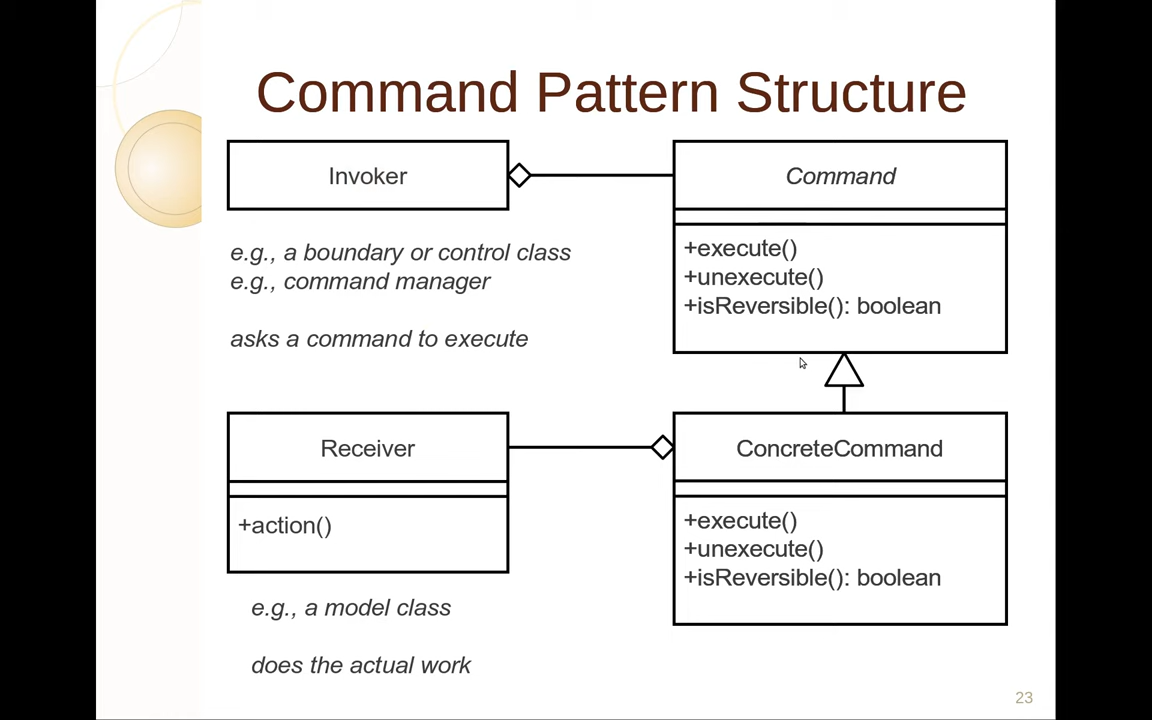 Command Pattern Structure
Invoker
Command
e.g., a boundary or control class
e.g., command manager
asks a command to execute
+execute()
+unexecute()
+isReversible(): boolean
Receiver
ConcreteCommand
+action()
+execute()
+unexecute()
+isReversible(): boolean
e.g., a model class
does the actual work
23